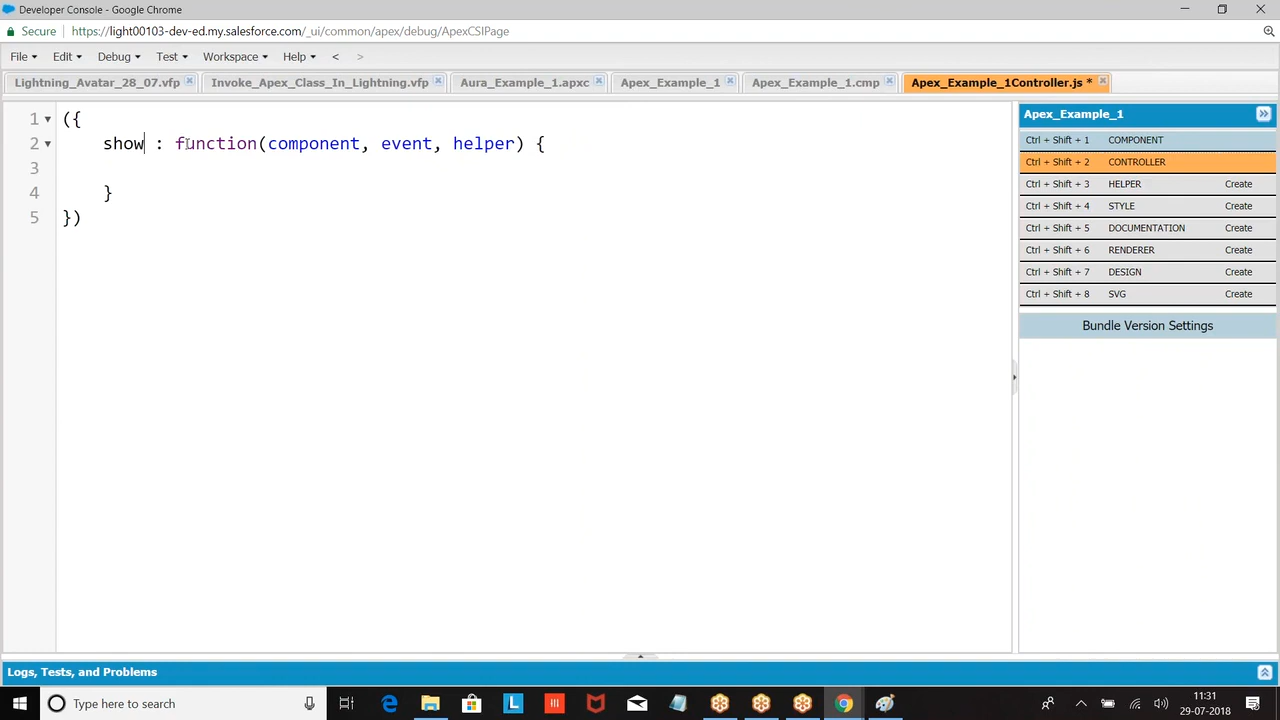 Developer Console - Google Chrome
Secure https://light00103-dev-ed.my.salesforce.com/_ui/common/apex/debug/ApexCSIPage
File Edit Debug Test Workspace Help < >
Lightning_Avatar_28_07.vfp Invoke_Apex_Class_In_Lightning.vfp Aura_Example_1.apxc Apex_Example_1 Apex_Example_1.cmp Apex_Example_1Controller.js *
1 ({
2 show : function(component, event, helper) {
3
4 }
5 })
Apex_Example_1
Ctrl + Shift + 1 COMPONENT
Ctrl + Shift + 2 CONTROLLER
Ctrl + Shift + 3 HELPER Create
Ctrl + Shift + 4 STYLE Create
Ctrl + Shift + 5 DOCUMENTATION Create
Ctrl + Shift + 6 RENDERER Create
Ctrl + Shift + 7 DESIGN Create
Ctrl + Shift + 8 SVG Create
Bundle Version Settings
Logs, Tests, and Problems
Type here to search
11:31
29-07-2018